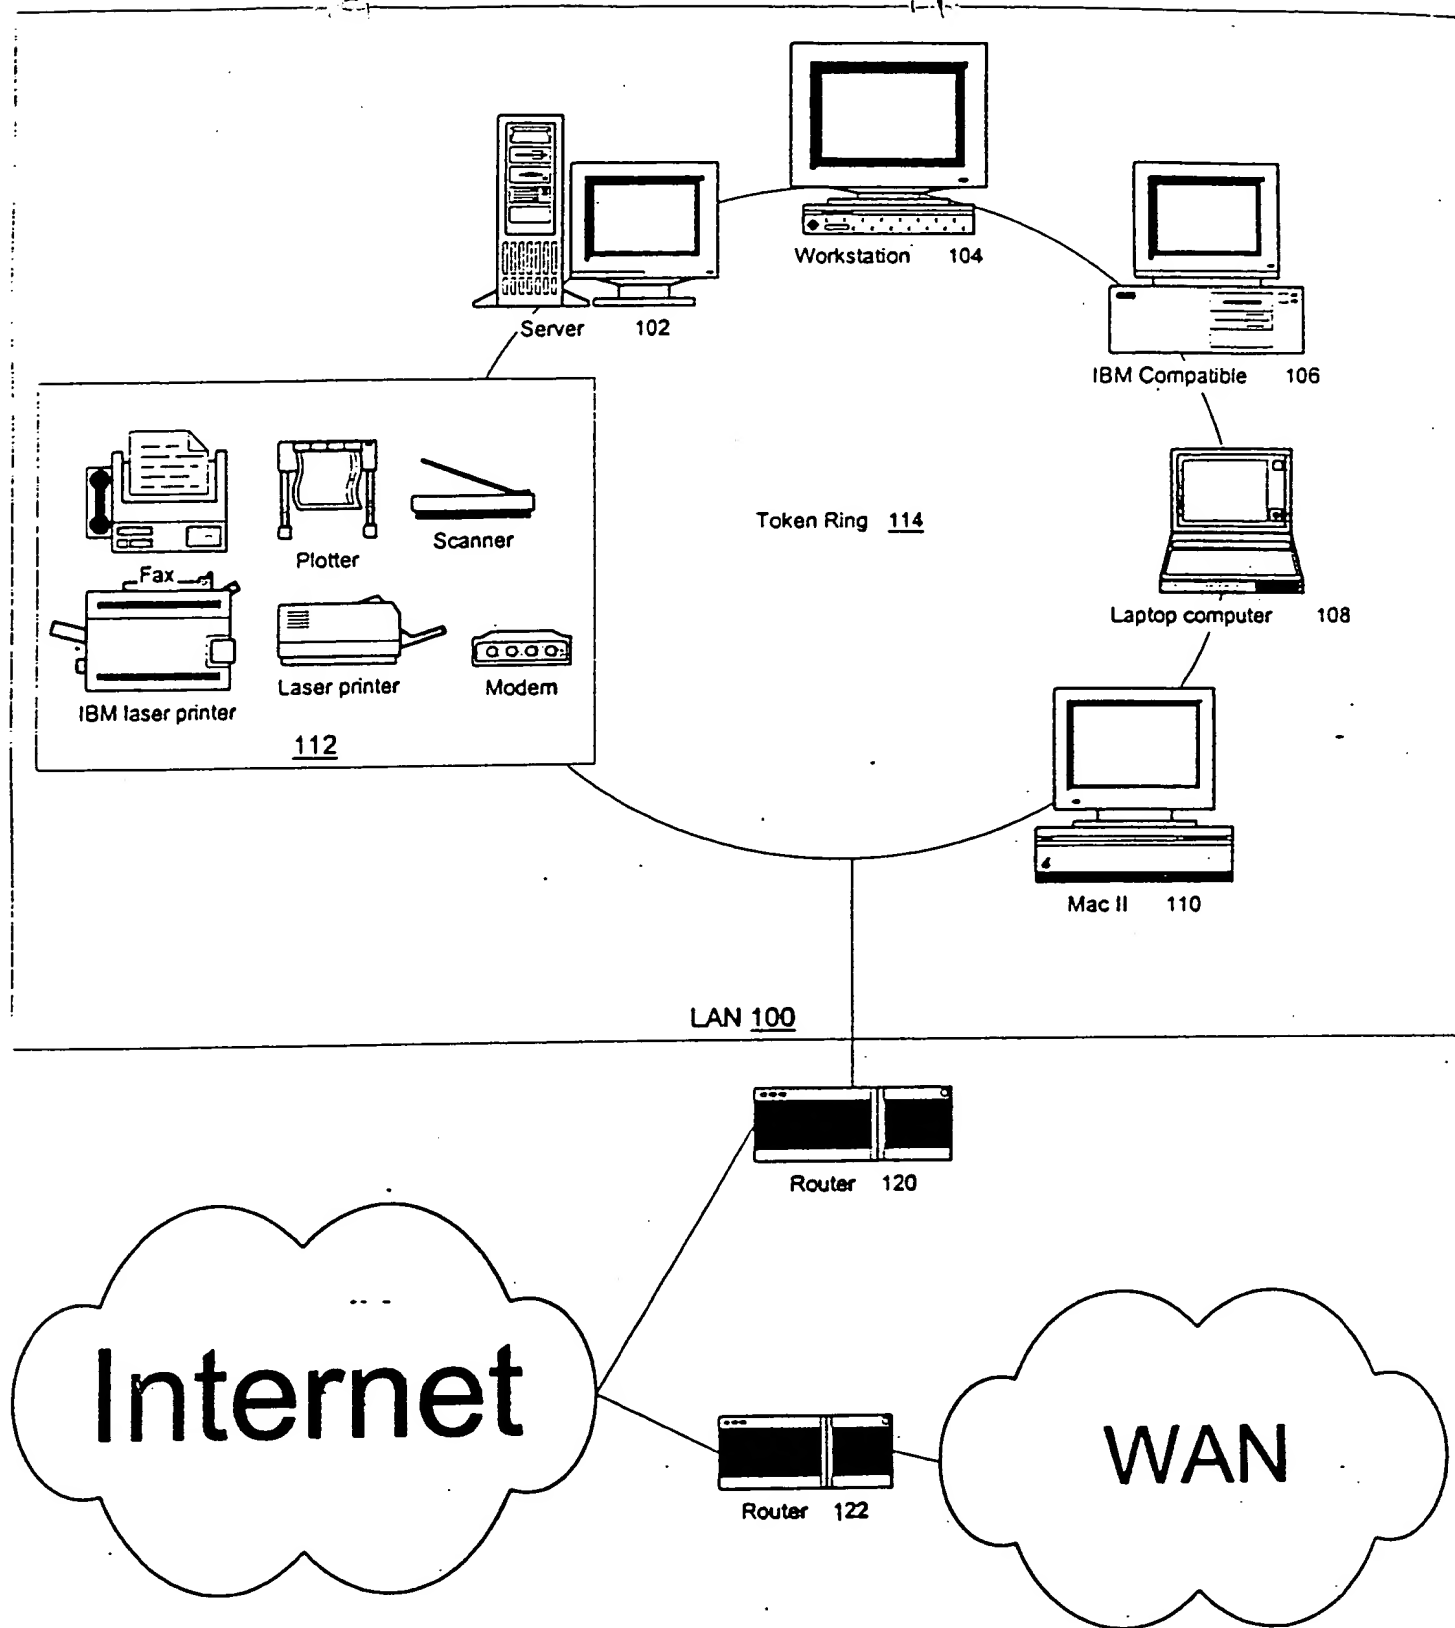 Workstation 104
Server 102
IBM Compatible 106
Fax
Plotter
Scanner
Token Ring 114
Laptop computer 108
IBM laser printer
Laser printer
Modem
112
Mac II 110
LAN 100
Router 120
Internet
WAN
Router 122